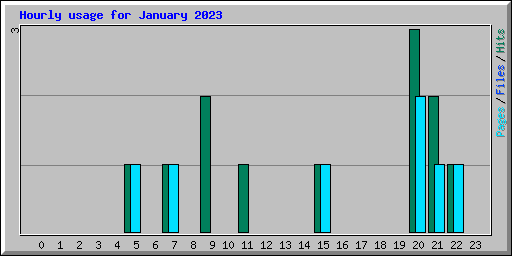 Hourly usage for January 2023
3
Pages/Files/Hits
0 1 2 3 4 5 6 7 8 9 10 11 12 13 14 15 16 17 18 19 20 21 22 23